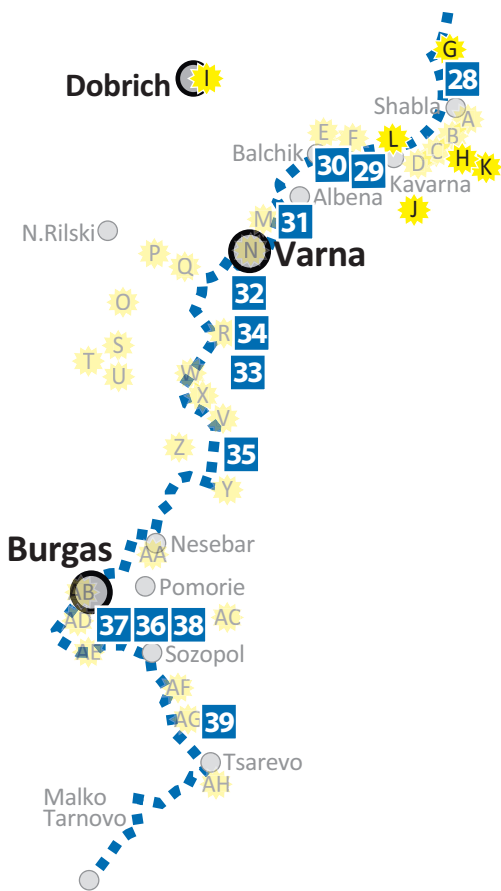 G
Dobrich
I
28
Shabla
A
E
F
L
B
C
Balchik
30
29
D
H
K
Kavarna
Albena
J
M
31
N.Rilski
N
Varna
P
Q
32
O
R
34
S
T
U
W
33
X
V
Z
35
Y
Burgas
Nesebar
AA
AB
Pomorie
AD
37
36
38
AC
AE
Sozopol
AF
AG
39
Tsarevo
AH
Malko
Tarnovo